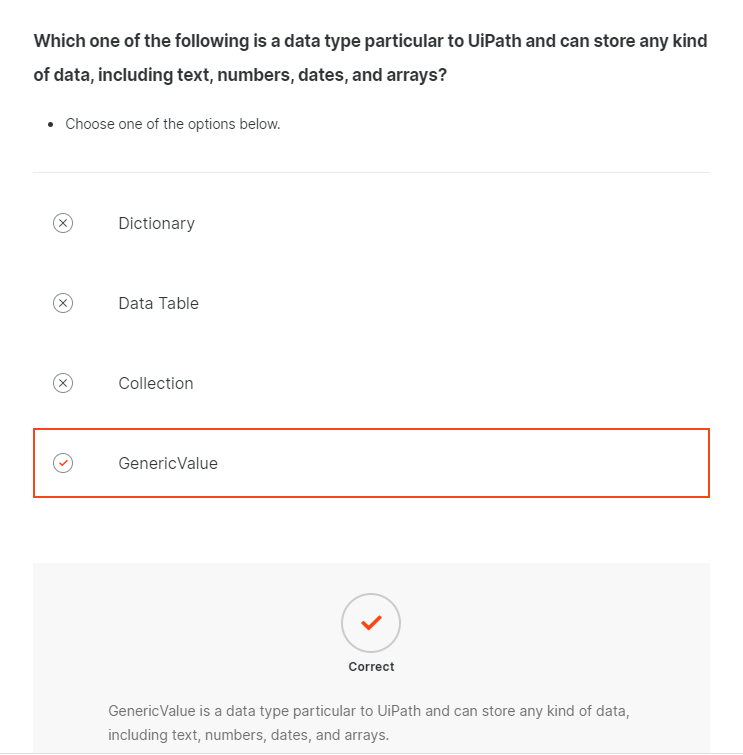 Which one of the following is a data type particular to UiPath and can store any kind
of data, including text, numbers, dates, and arrays?
Choose one of the options below.
Dictionary
Data Table
Collection
GenericValue
Correct
GenericValue is a data type particular to UiPath and can store any kind of data,
including text, numbers, dates, and arrays.